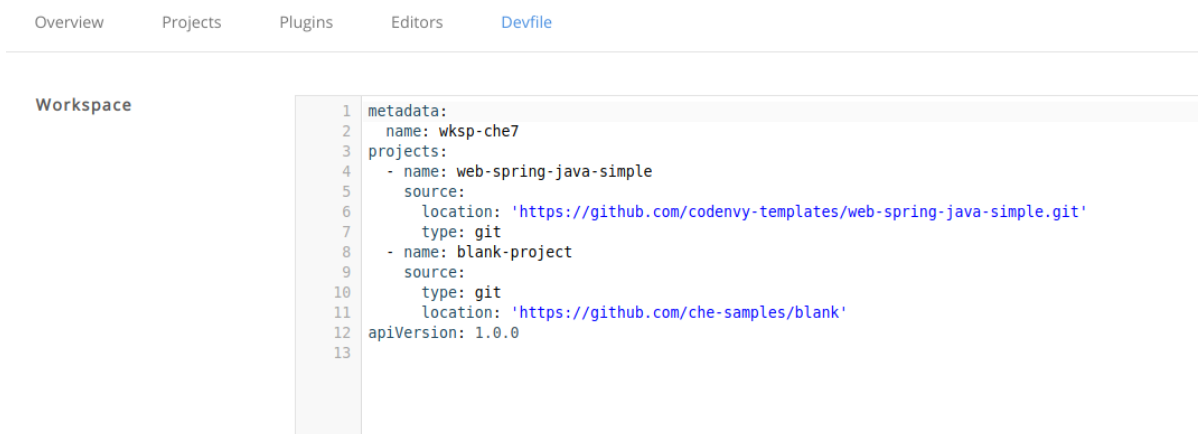 Overview Projects Plugins Editors Devfile
Workspace
1 metadata:
2   name: wksp-che7
3 projects:
4   - name: web-spring-java-simple
5     source:
6       location: 'https://github.com/codenvy-templates/web-spring-java-simple.git'
7       type: git
8   - name: blank-project
9     source:
10       type: git
11       location: 'https://github.com/che-samples/blank'
12 apiVersion: 1.0.0
13